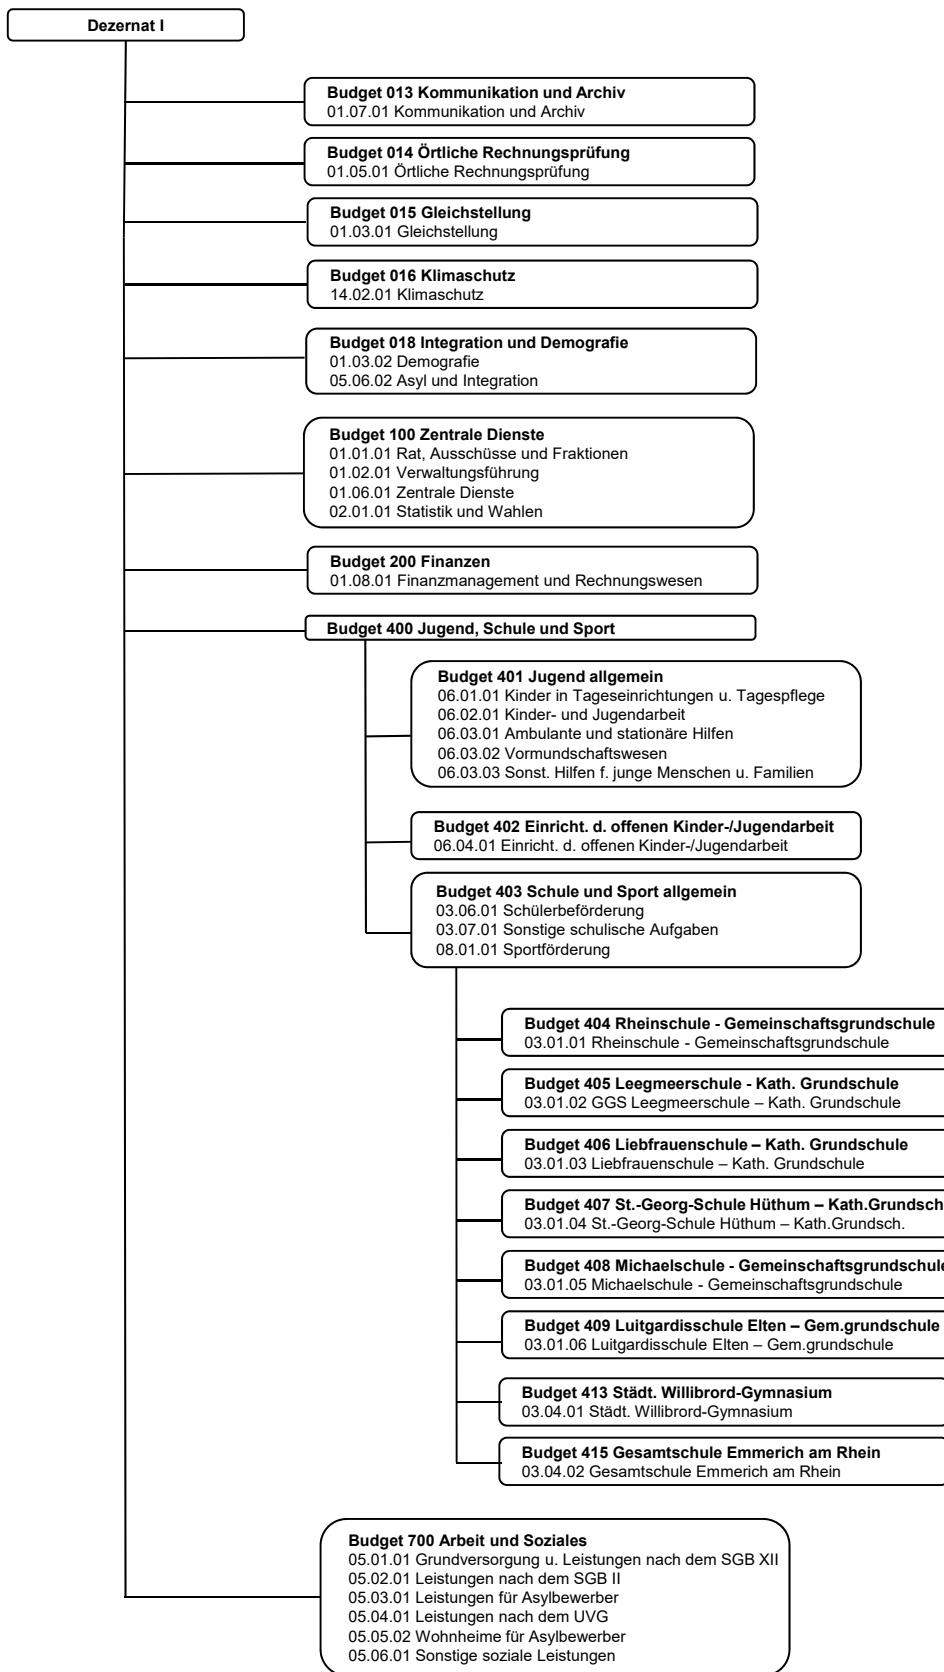 Dezernat I
Budget 013 Kommunikation und Archiv
01.07.01 Kommunikation und Archiv
Budget 014 Örtliche Rechnungsprüfung
01.05.01 Örtliche Rechnungsprüfung
Budget 015 Gleichstellung
01.03.01 Gleichstellung
Budget 016 Klimaschutz
14.02.01 Klimaschutz
Budget 018 Integration und Demografie
01.03.02 Demografie
05.06.02 Asyl und Integration
Budget 100 Zentrale Dienste
01.01.01 Rat, Ausschüsse und Fraktionen
01.02.01 Verwaltungsführung
01.06.01 Zentrale Dienste
02.01.01 Statistik und Wahlen
Budget 200 Finanzen
01.08.01 Finanzmanagement und Rechnungswesen
Budget 400 Jugend, Schule und Sport
Budget 401 Jugend allgemein
06.01.01 Kinder in Tageseinrichtungen u. Tagespflege
06.02.01 Kinder- und Jugendarbeit
06.03.01 Ambulante und stationäre Hilfen
06.03.02 Vormundschaftswesen
06.03.03 Sonst. Hilfen f. junge Menschen u. Familien
Budget 402 Einricht. d. offenen Kinder-/Jugendarbeit
06.04.01 Einricht. d. offenen Kinder-/Jugendarbeit
Budget 403 Schule und Sport allgemein
03.06.01 Schülerbeförderung
03.07.01 Sonstige schulische Aufgaben
08.01.01 Sportförderung
Budget 404 Rheinschule - Gemeinschaftsgrundschule
03.01.01 Rheinschule - Gemeinschaftsgrundschule
Budget 405 Leegmeerschule - Kath. Grundschule
03.01.02 GGS Leegmeerschule – Kath. Grundschule
Budget 406 Liebfrauenschule – Kath. Grundschule
03.01.03 Liebfrauenschule – Kath. Grundschule
Budget 407 St.-Georg-Schule Hüthum – Kath.Grundsch
03.01.04 St.-Georg-Schule Hüthum – Kath.Grundsch.
Budget 408 Michaelschule - Gemeinschaftsgrundschule
03.01.05 Michaelschule - Gemeinschaftsgrundschule
Budget 409 Luitgardisschule Elten – Gem.grundschule
03.01.06 Luitgardisschule Elten – Gem.grundschule
Budget 413 Städt. Willibrord-Gymnasium
03.04.01 Städt. Willibrord-Gymnasium
Budget 415 Gesamtschule Emmerich am Rhein
03.04.02 Gesamtschule Emmerich am Rhein
Budget 700 Arbeit und Soziales
05.01.01 Grundversorgung u. Leistungen nach dem SGB XII
05.02.01 Leistungen nach dem SGB II
05.03.01 Leistungen für Asylbewerber
05.04.01 Leistungen nach dem UVG
05.05.02 Wohnheime für Asylbewerber
05.06.01 Sonstige soziale Leistungen